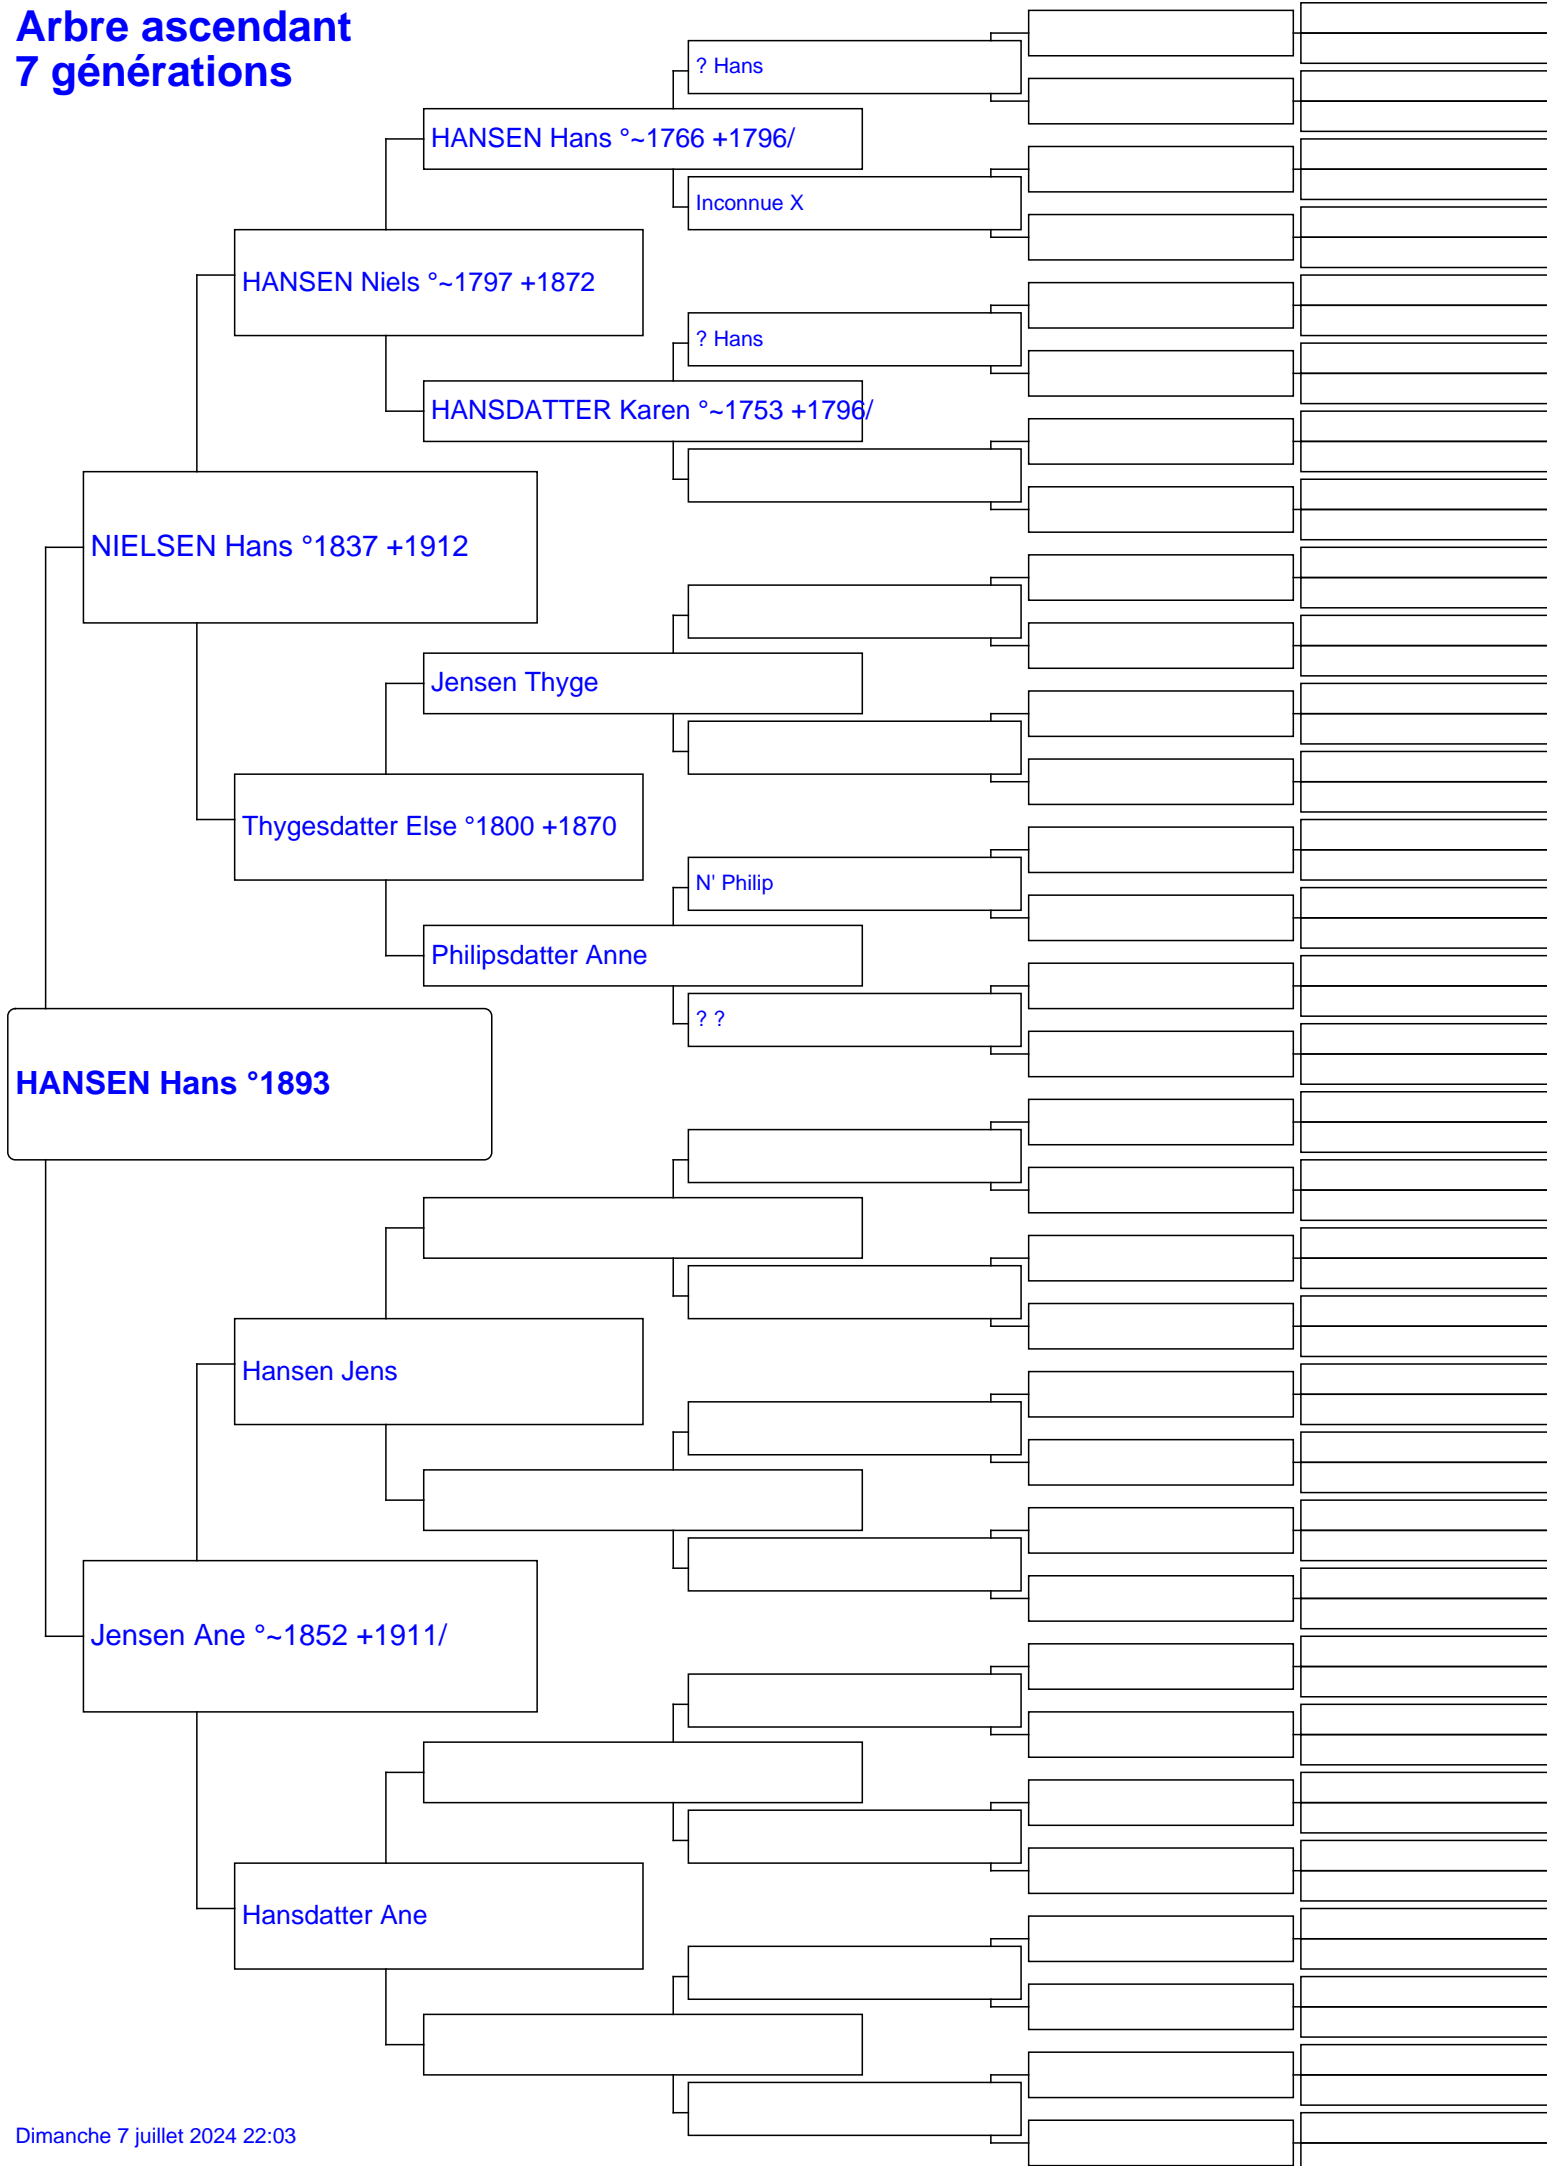 Arbre ascendant
7 générations
? Hans
HANSEN Hans °~1766 +1796/
Inconnue X
HANSEN Niels °~1797 +1872
? Hans
HANSDATTER Karen °~1753 +1796/
NIELSEN Hans °1837 +1912
Jensen Thyge
Thygesdatter Else °1800 +1870
N' Philip
Philipsdatter Anne
? ?
HANSEN Hans °1893
Hansen Jens
Jensen Ane °~1852 +1911/
Hansdatter Ane
Dimanche 7 juillet 2024 22:03